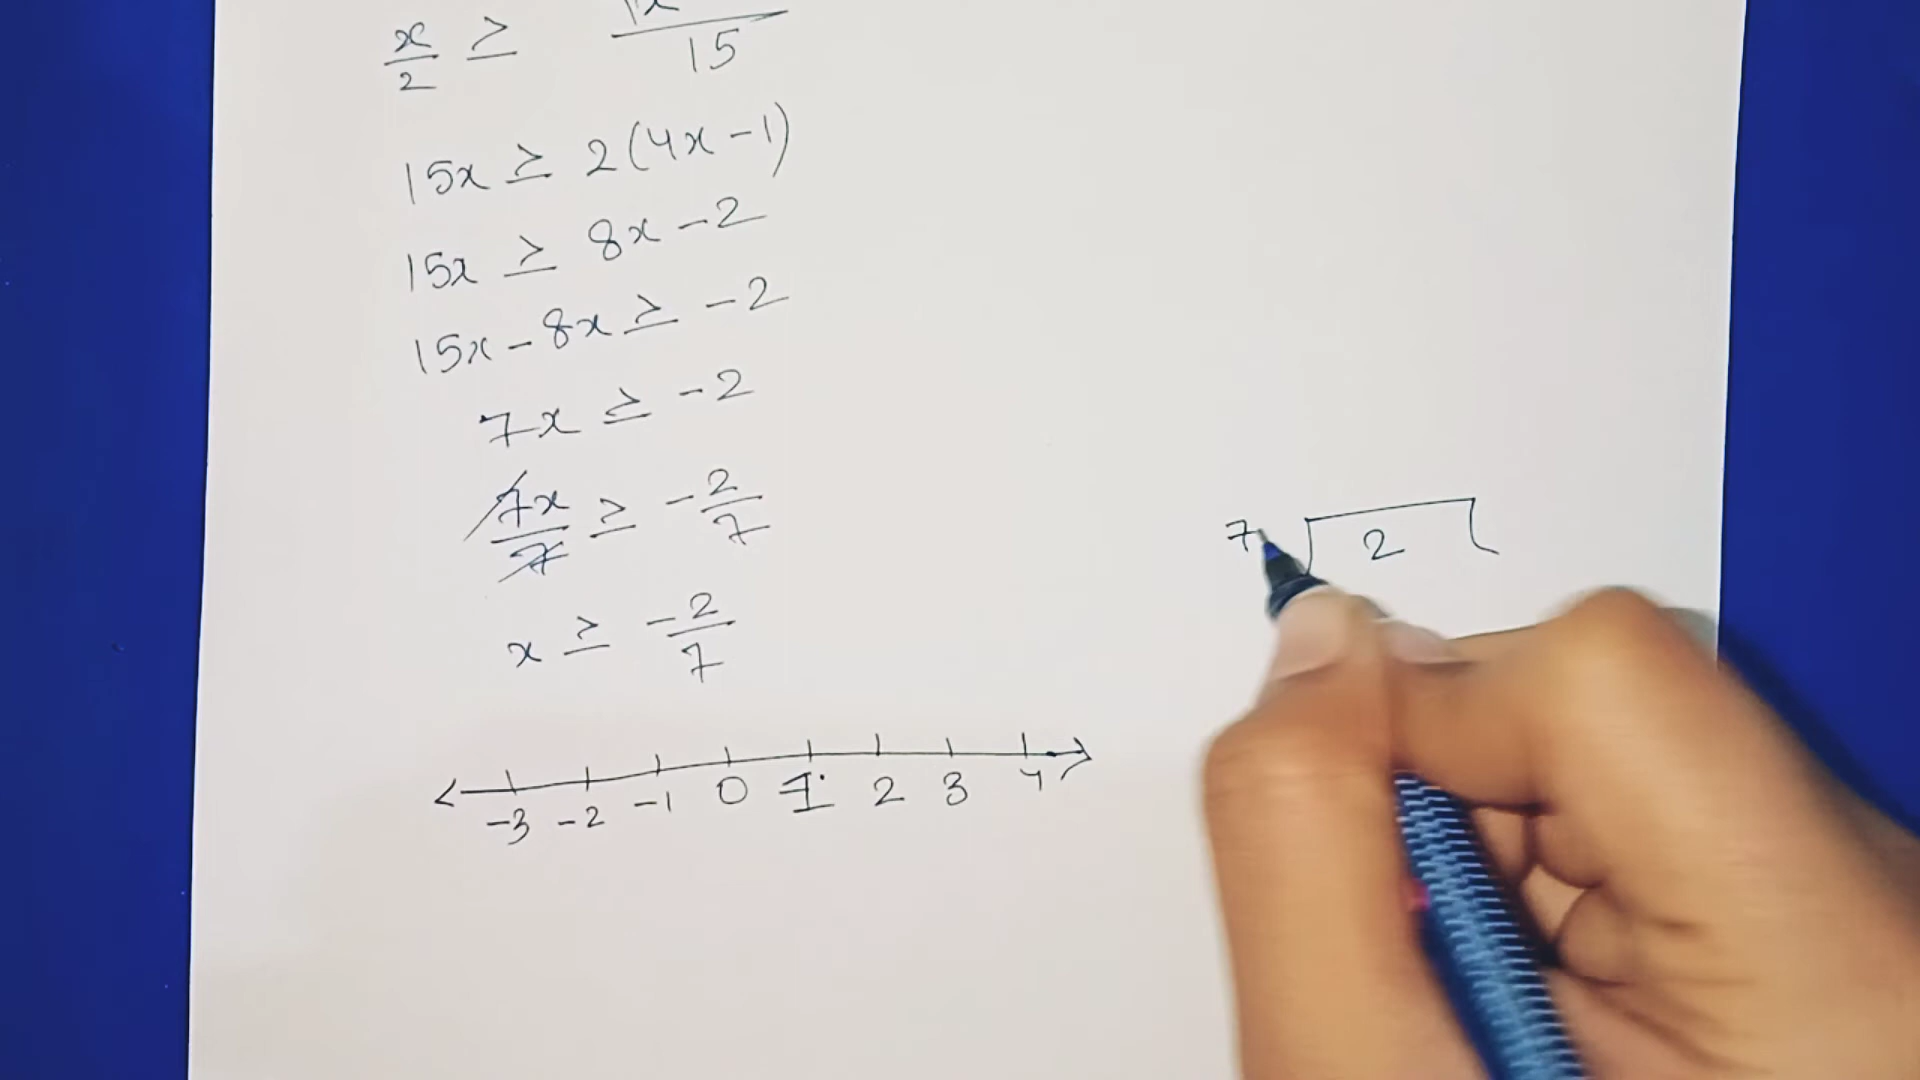 x/2 ≥ /15
15x ≥ 2(4x-1)
15x ≥ 8x-2
15x-8x ≥ -2
7x ≥ -2
7x/7 ≥ -2/7
x ≥ -2/7
-3 -2 -1 0 1 2 3 4
7 2